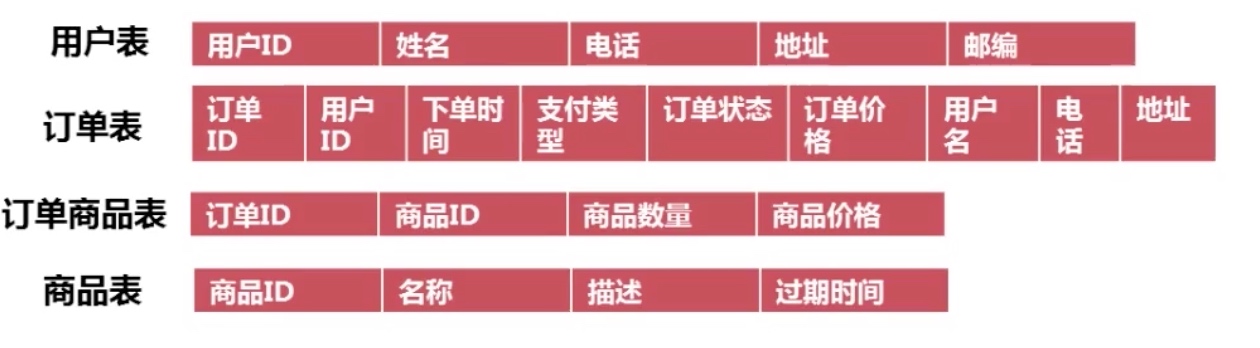 用户表 用户ID 姓名 电话 地址 邮编
订单表 订单ID 用户ID 下单时间 支付类型 订单状态 订单价格 用户名 电话 地址
订单商品表 订单ID 商品ID 商品数量 商品价格
商品表 商品ID 名称 描述 过期时间